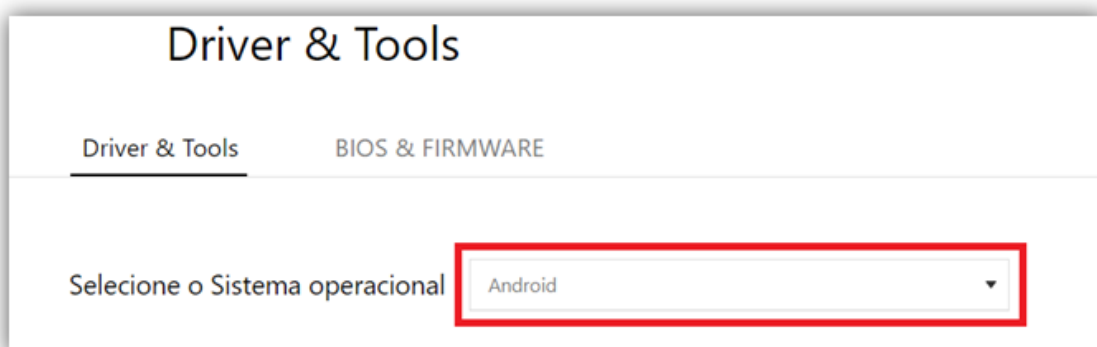 Driver & Tools
Driver & Tools BIOS & FIRMWARE
Selecione o Sistema operacional Android